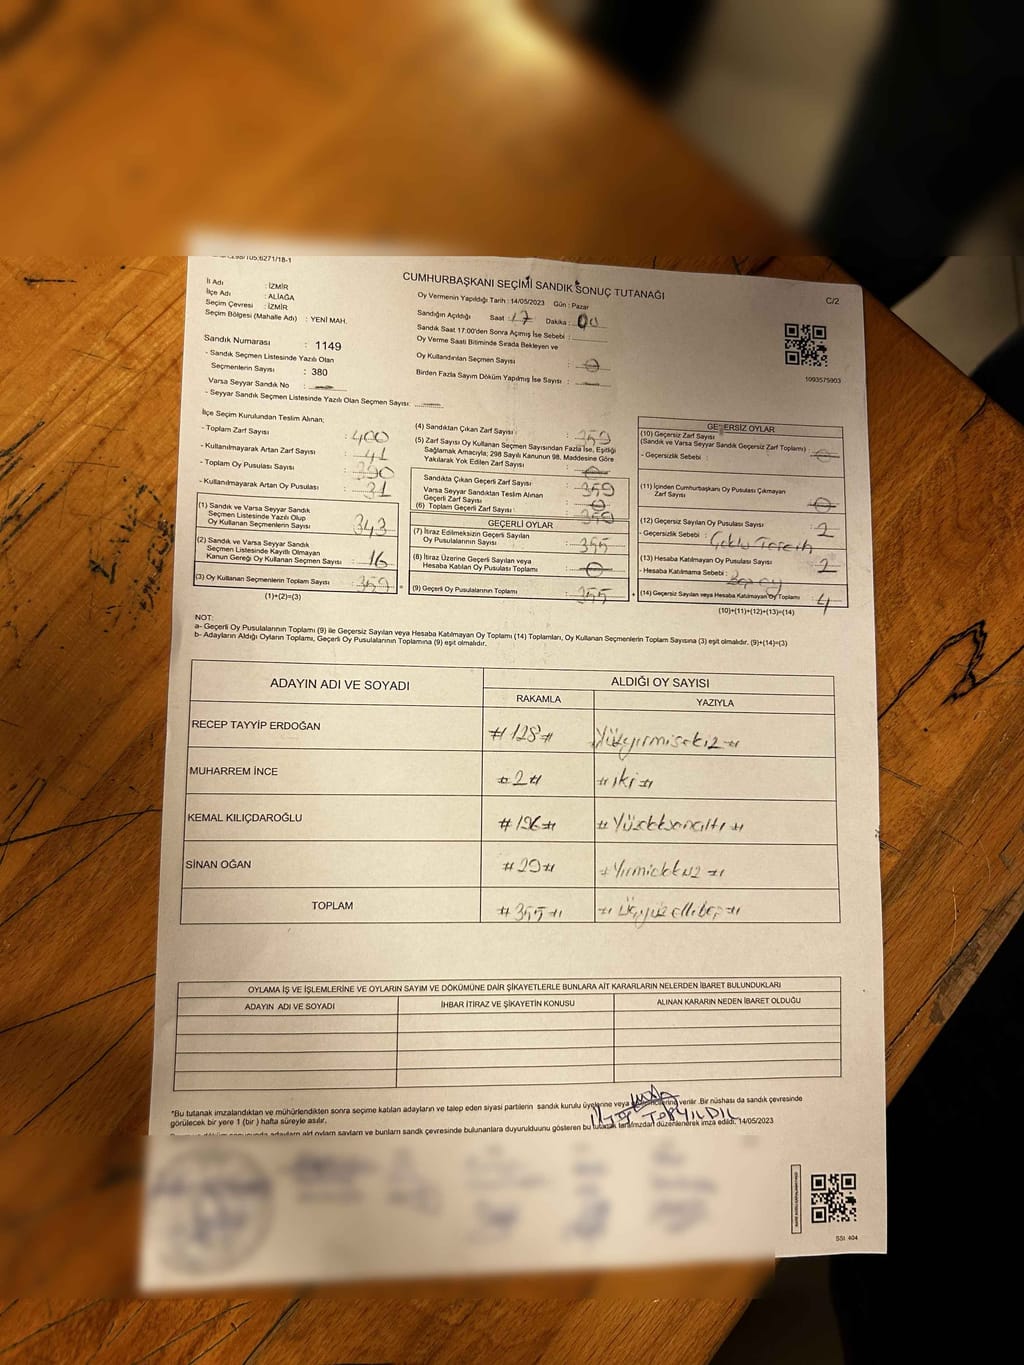 CUMHURBAŞKANI SEÇİMİ SANDIK SONUÇ TUTANAĞI
C/2
İl Adı : İZMİR
İlçe Adı : ALİAĞA
Seçim Çevresi : İZMİR
Seçim Bölgesi (Mahalle Adı) : YENİ MAH.
Oy Vermenin Yapıldığı Tarih : 14/05/2023 Gün : Pazar
Sandığın Açıldığı Saat : 17 Dakika : 00
Sandık Saat 17:00'den Sonra Açımış İse Sebebi :
Oy Verme Saati Bitiminde Sırada Bekleyen ve
Oy Kullandırılan Seçmen Sayısı :
Birden Fazla Sayım Döküm Yapılmış İse Sayısı :
1093575903
Sandık Numarası : 1149
- Sandık Seçmen Listesinde Yazılı Olan
Seçmenlerin Sayısı : 380
Varsa Seyyar Sandık No
- Seyyar Sandık Seçmen Listesinde Yazılı Olan Seçmen Sayısı:
İlçe Seçim Kurulundan Teslim Alınan;
- Toplam Zarf Sayısı : 400
- Kullanılmayarak Artan Zarf Sayısı : 41
- Toplam Oy Pusulası Sayısı : 390
- Kullanılmayarak Artan Oy Pusulası : 31
(1) Sandık ve Varsa Seyyar Sandık
Seçmen Listesinde Yazılı Olup
Oy Kullanan Seçmenlerin Sayısı : 343
(2) Sandık ve Varsa Seyyar Sandık
Seçmen Listesinde Kayıtlı Olmayan
Kanun Gereği Oy Kullanan Seçmen Sayısı : 16
(3) Oy Kullanan Seçmenlerin Toplam Sayısı : 359
(1)+(2)=(3)
(4) Sandıktan Çıkan Zarf Sayısı : 359
(5) Zarf Sayısı Oy Kullanan Seçmen Sayısından Fazla İse, Eşitliği
Sağlamak Amacıyla; 298 Sayılı Kanunun 98. Maddesine Göre
Yakılarak Yok Edilen Zarf Sayısı :
Sandıkta Çıkan Geçerli Zarf Sayısı : 359
Varsa Seyyar Sandıktan Teslim Alınan
Geçerli Zarf Sayısı :
(6) Toplam Geçerli Zarf Sayısı : 359
GEÇERLİ OYLAR
(7) İtiraz Edilmeksizin Geçerli Sayılan
Oy Pusulalarının Sayısı : 355
(8) İtiraz Üzerine Geçerli Sayılan veya
Hesaba Katılan Oy Pusulası Toplamı :
(9) Geçerli Oy Pusulalarının Toplamı : 355
GEÇERSİZ OYLAR
(10) Geçersiz Zarf Sayısı
(Sandık ve Varsa Seyyar Sandık Geçersiz Zarf Toplamı) :
- Geçersizlik Sebebi :
(11) İçinden Cumhurbaşkanı Oy Pusulası Çıkmayan
Zarf Sayısı :
(12) Geçersiz Sayılan Oy Pusulası Sayısı : 2
- Geçersizlik Sebebi :
(13) Hesaba Katılmayan Oy Pusulası Sayısı : 2
- Hesaba Katılmama Sebebi :
(14) Geçersiz Sayılan veya Hesaba Katılmayan Oy Toplamı : 4
(10)+(11)+(12)+(13)=(14)
NOT:
a- Geçerli Oy Pusulalarının Toplamı (9) ile Geçersiz Sayılan veya Hesaba Katılmayan Oy Toplamı (14) Toplamları, Oy Kullanan Seçmenlerin Toplam Sayısına (3) eşit olmalıdır. (9)+(14)=(3)
b- Adayların Aldığı Oyların Toplamı, Geçerli Oy Pusulalarının Toplamına (9) eşit olmalıdır.
ADAYIN ADI VE SOYADI ALDIĞI OY SAYISI
RAKAMLA YAZIYLA
RECEP TAYYİP ERDOĞAN #128# Yüzyirmisekiz #
MUHARREM İNCE #2# # iki #
KEMAL KILIÇDAROĞLU #196# #
SİNAN OĞAN #29# # Yirmidokuz #
TOPLAM #355# # Üçyüzellibeş #
OYLAMA İŞ VE İŞLEMLERİNE VE OYLARIN SAYIM VE DÖKÜMÜNE DAİR ŞİKAYETLERLE BUNLARA AİT KARARLARIN NELERDEN İBARET BULUNDUKLARI
ADAYIN ADI VE SOYADI İHBAR İTİRAZ VE ŞİKAYETİN KONUSU ALINAN KARARIN NEDEN İBARET OLDUĞU
*Bu tutanak imzalandıktan ve mühürlendikten sonra seçime katılan adayların ve talep eden siyasi partilerin sandık kurulu üyelerine veya verilir .Bir nüshası da sandık çevresinde
görülecek bir yere 1 (bir ) hafta süreyle asılır.
TOPYILDIZ
bulunanlara duyurulduunu gösteren bu tutanak tarafımızdan düzenlenerek imza edildi. 14/05/2023
SSt: 404